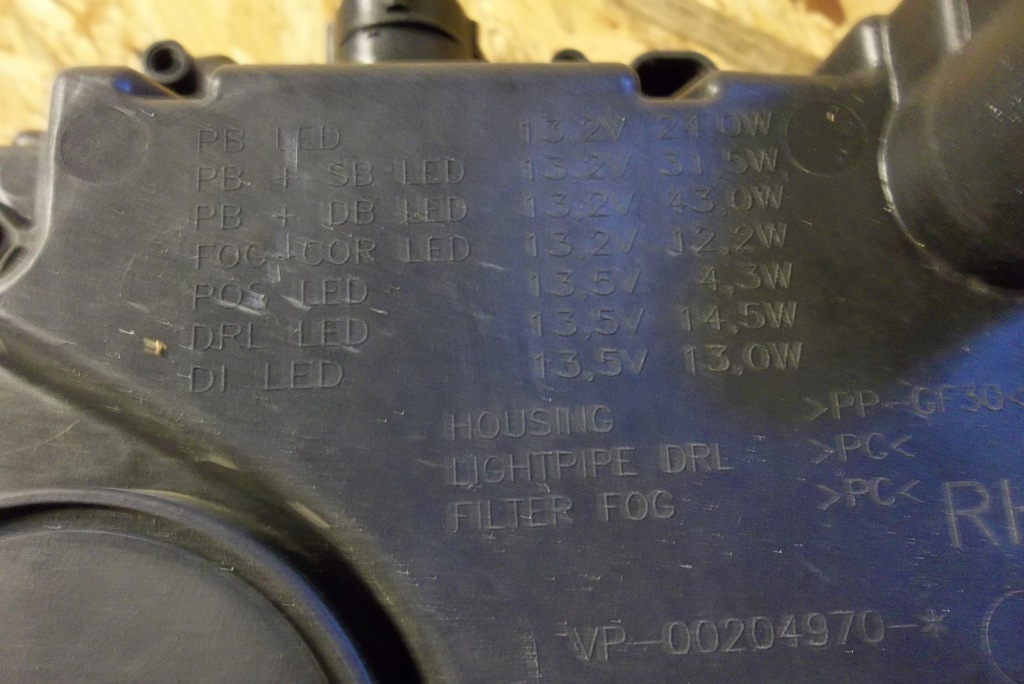 PB LED 13,2V 24,0W
PB + SB LED 13,2V 31,5W
PB + DB LED 13,2V 43,0W
FOG-COR LED 13,2V 12,2W
POS LED 13,5V 4,3W
DRL LED 13,5V 14,5W
DI LED 13,5V 13,0W
HOUSING >PP-GF30<
LIGHTPIPE DRL >PC<
FILTER FOG >PC<
VP-00204970-*